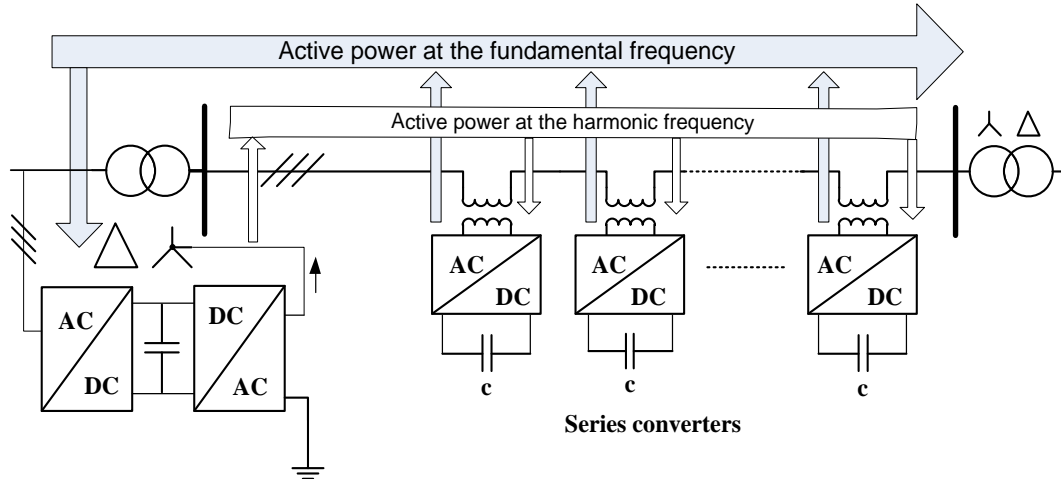 Active power at the fundamental frequency
Active power at the harmonic frequency
AC
DC
DC
AC
AC
DC
AC
DC
AC
DC
c
c
c
Series converters